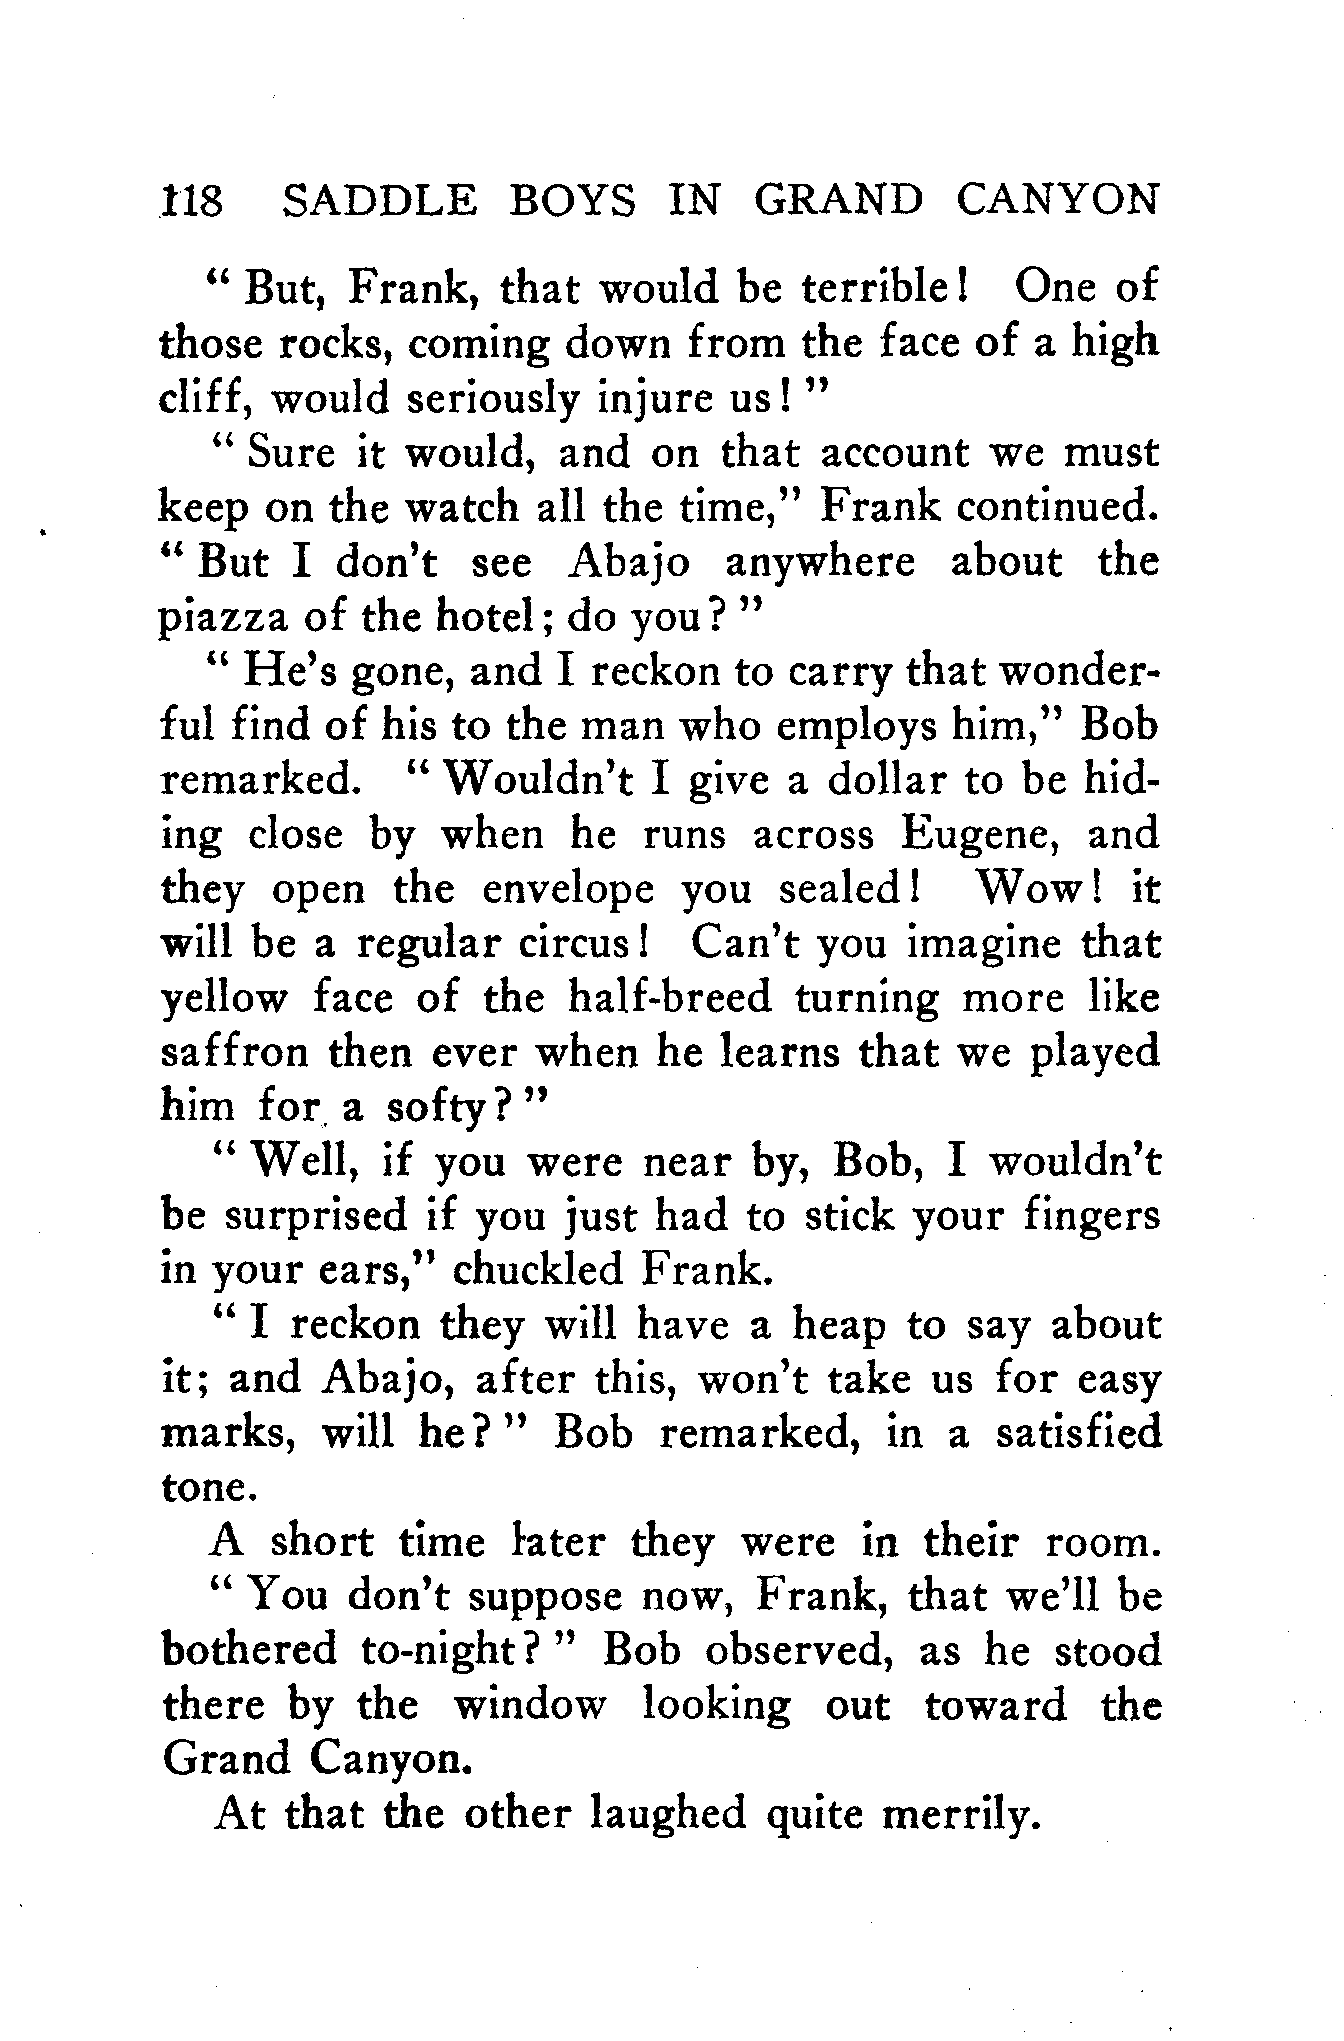 118 SADDLE BOYS IN GRAND CANYON
“ But, Frank, that would be terrible! One of
those rocks, coming down from the face of a high
cliff, would seriously injure us! ”
“ Sure it would, and on that account we must
keep on the watch all the time,” Frank continued.
“ But I don’t see Abajo anywhere about the
piazza of the hotel; do you? ”
“ He’s gone, and I reckon to carry that wonder-
ful find of his to the man who employs him,” Bob
remarked. “ Wouldn’t I give a dollar to be hid-
ing close by when he runs across Eugene, and
they open the envelope you sealed! Wow! it
will be a regular circus! Can’t you imagine that
yellow face of the half-breed turning more like
saffron then ever when he learns that we played
him for a softy? ”
“ Well, if you were near by, Bob, I wouldn’t
be surprised if you just had to stick your fingers
in your ears,” chuckled Frank.
“ I reckon they will have a heap to say about
it; and Abajo, after this, won’t take us for easy
marks, will he? ” Bob remarked, in a satisfied
tone.
A short time later they were in their room.
“ You don’t suppose now, Frank, that we’ll be
bothered to-night? ” Bob observed, as he stood
there by the window looking out toward the
Grand Canyon.
At that the other laughed quite merrily.